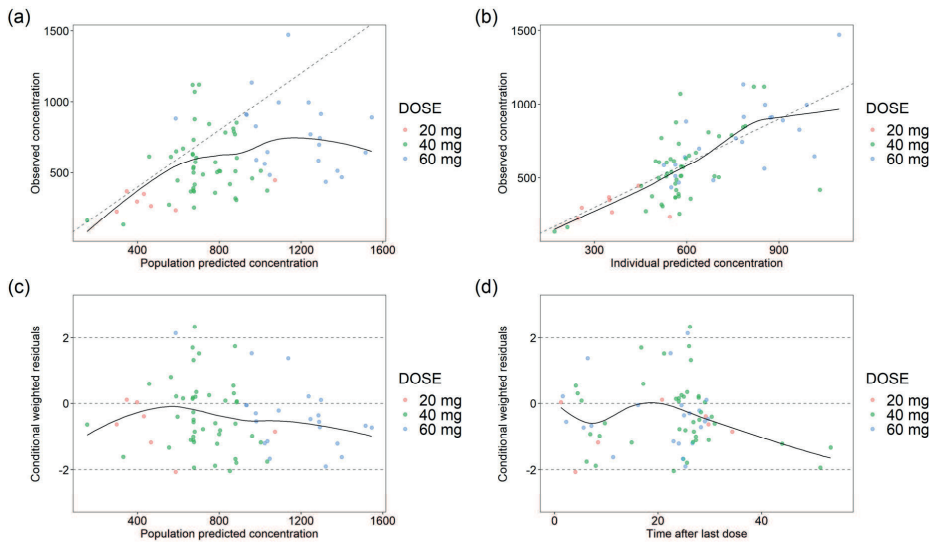 (a)
1500
1000
500
Observed concentration
400
800
1200
1600
Population predicted concentration
DOSE
20 mg
40 mg
60 mg
(b)
1500
1000
500
Observed concentration
300
600
900
Individual predicted concentration
DOSE
20 mg
40 mg
60 mg
(c)
2
0
-2
Conditional weighted residuals
400
800
1200
1600
Population predicted concentration
DOSE
20 mg
40 mg
60 mg
(d)
2
0
-2
Conditional weighted residuals
0
20
40
Time after last dose
DOSE
20 mg
40 mg
60 mg